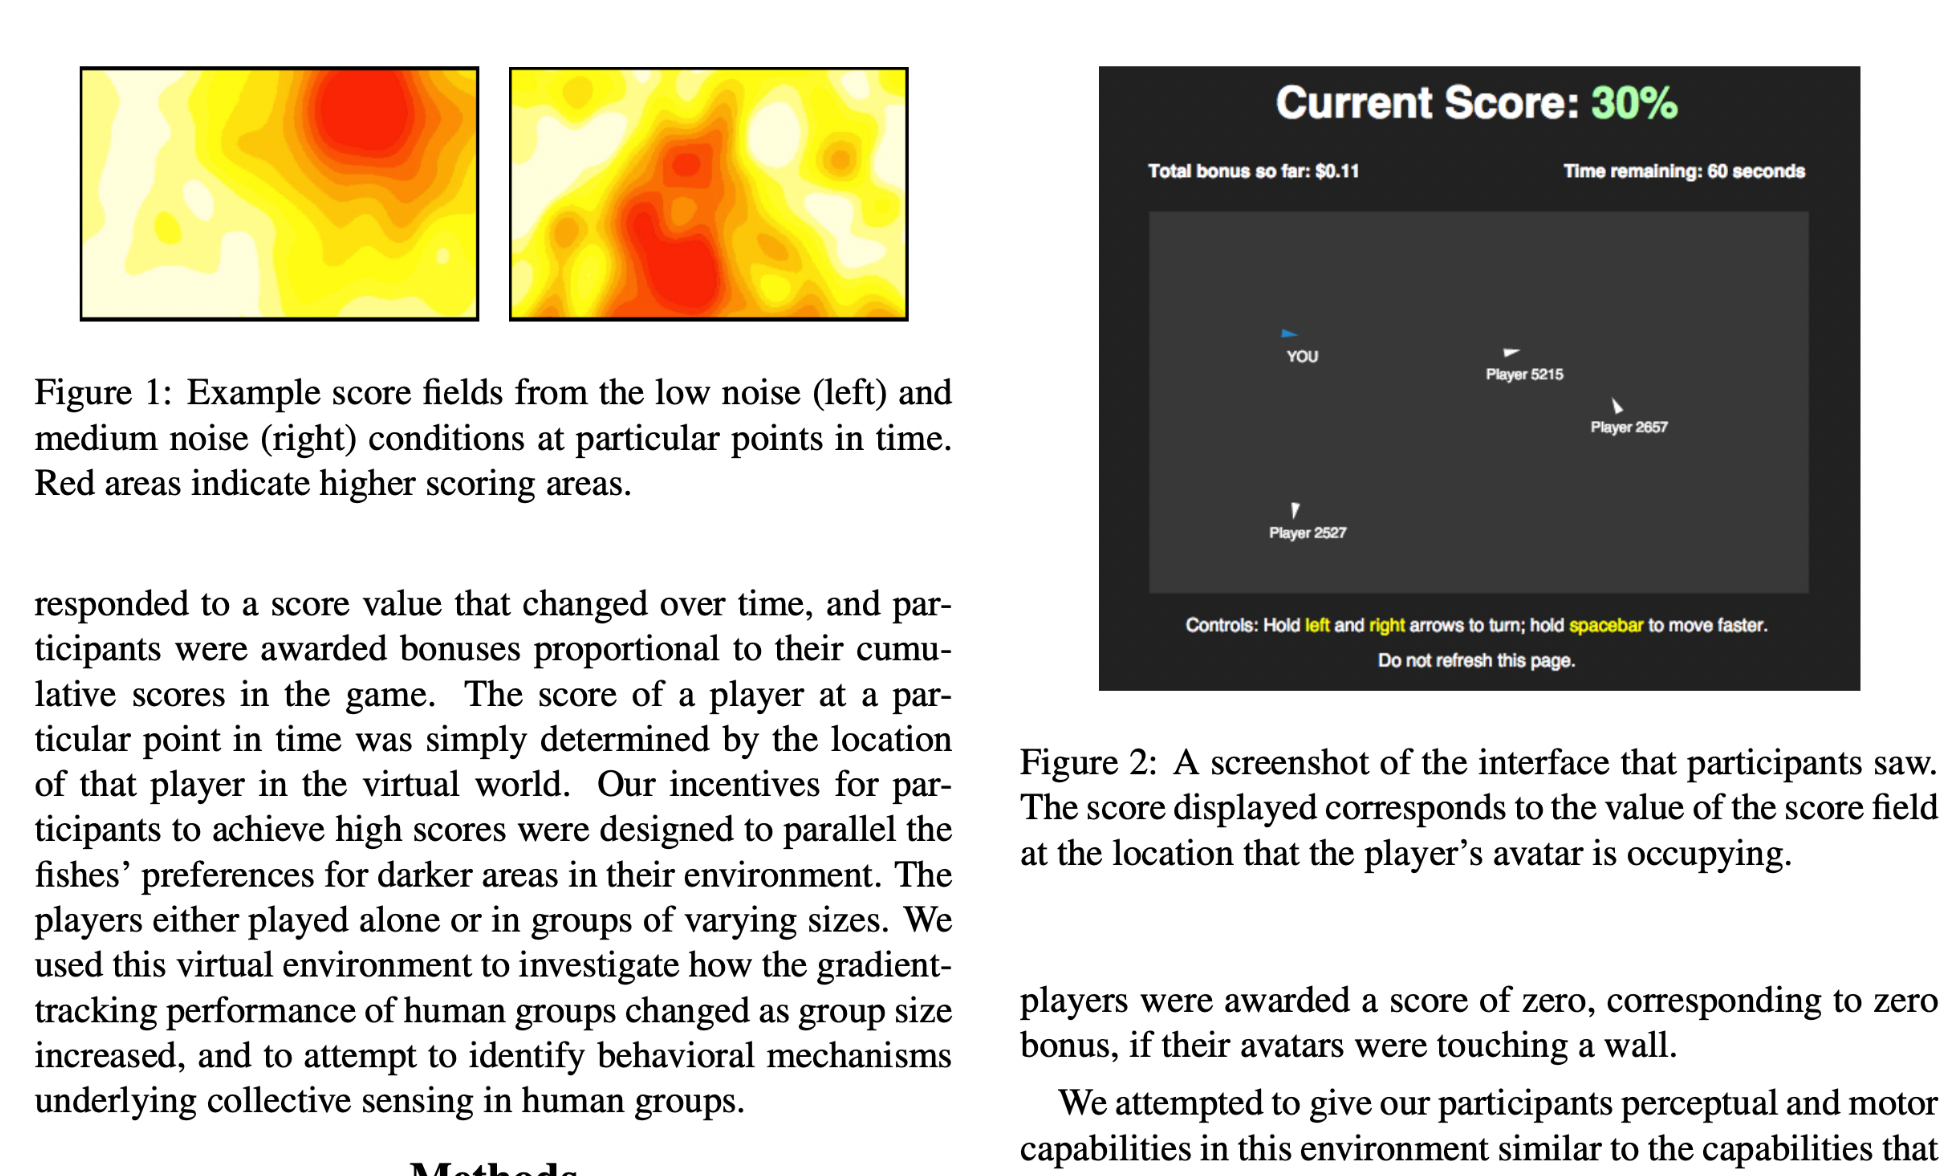 Figure 1: Example score fields from the low noise (left) and
medium noise (right) conditions at particular points in time.
Red areas indicate higher scoring areas.
responded to a score value that changed over time, and par-
ticipants were awarded bonuses proportional to their cumu-
lative scores in the game. The score of a player at a par-
ticular point in time was simply determined by the location
of that player in the virtual world. Our incentives for par-
ticipants to achieve high scores were designed to parallel the
fishes’ preferences for darker areas in their environment. The
players either played alone or in groups of varying sizes. We
used this virtual environment to investigate how the gradient-
tracking performance of human groups changed as group size
increased, and to attempt to identify behavioral mechanisms
underlying collective sensing in human groups.
Methods
Current Score: 30%
Total bonus so far: $0.11
Time remaining: 60 seconds
YOU
Player 5215
Player 2657
Player 2527
Controls: Hold left and right arrows to turn; hold spacebar to move faster.
Do not refresh this page.
Figure 2: A screenshot of the interface that participants saw.
The score displayed corresponds to the value of the score field
at the location that the player’s avatar is occupying.
players were awarded a score of zero, corresponding to zero
bonus, if their avatars were touching a wall.
We attempted to give our participants perceptual and motor
capabilities in this environment similar to the capabilities that